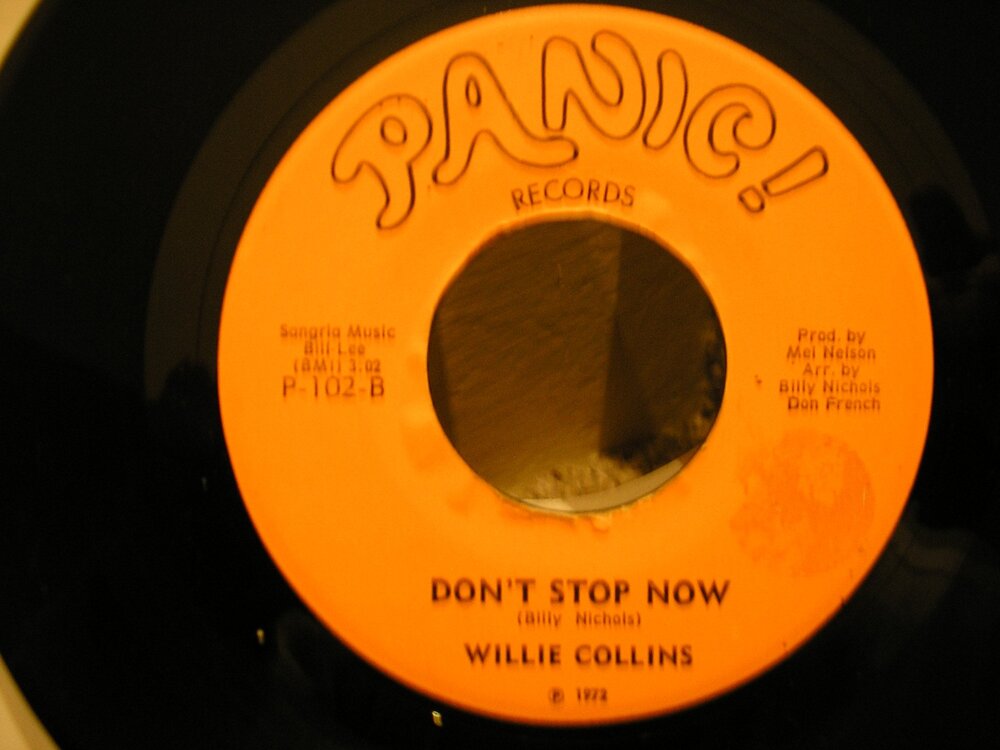 PANIC!
RECORDS
Sangria Music
Bill-Lee
(BMI) 3:02
P-102-B
Prod. by
Mel Nelson
Arr. by
Billy Nichols
Don French
DON'T STOP NOW
(Billy Nichols)
WILLIE COLLINS
℗ 1972